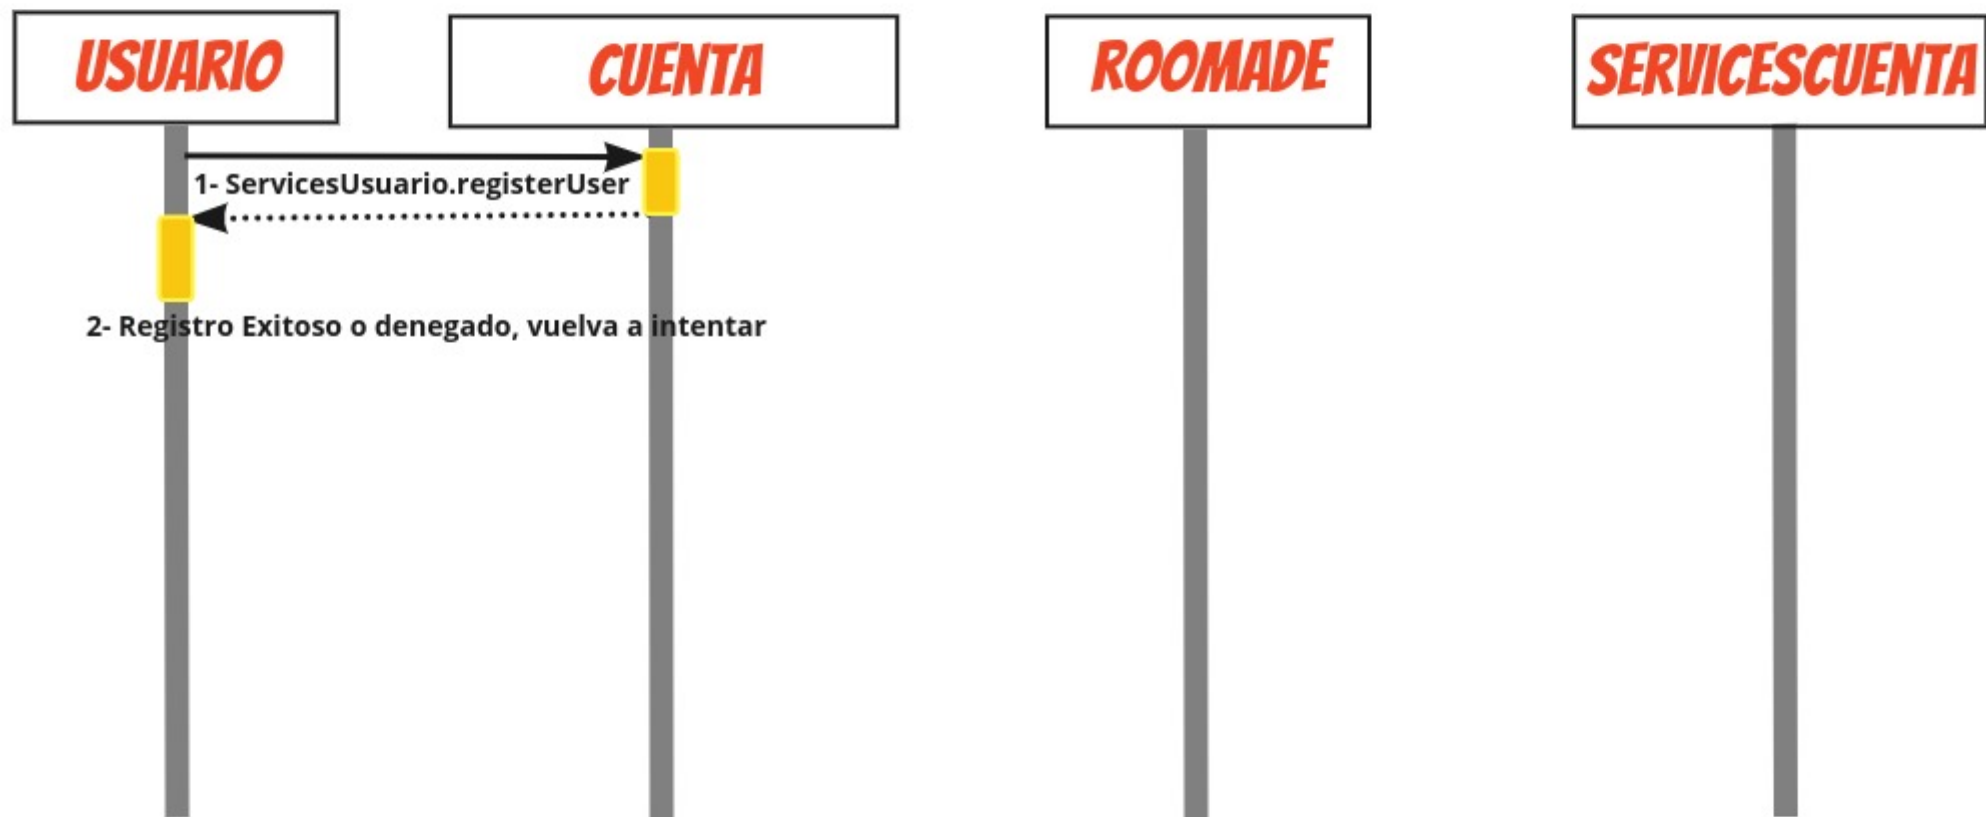 USUARIO
CUENTA
ROOMADE
SERVICESCUENTA
1- ServicesUsuario.registerUser
2- Registro Exitoso o denegado, vuelva a intentar